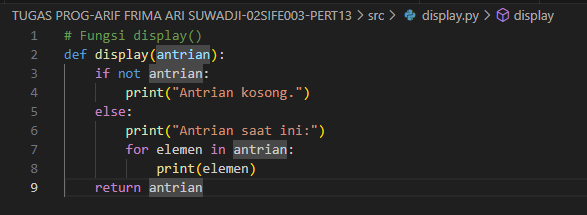 TUGAS PROG-ARIF FRIMA ARI SUWADJI-02SIFE003-PERT13 > src > display.py > display
1 # Fungsi display()
2 def display(antrian):
3     if not antrian:
4         print("Antrian kosong.")
5     else:
6         print("Antrian saat ini:")
7         for elemen in antrian:
8             print(elemen)
9     return antrian